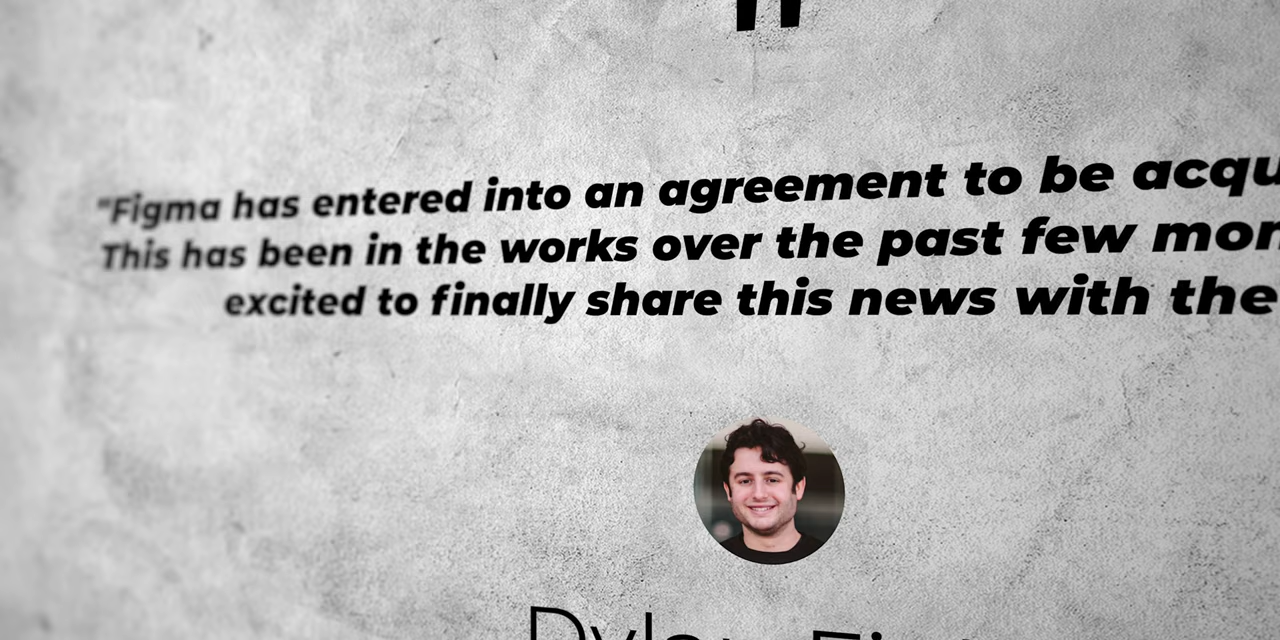 "
"Figma has entered into an agreement to be acqu
This has been in the works over the past few mon
excited to finally share this news with the
Dylan